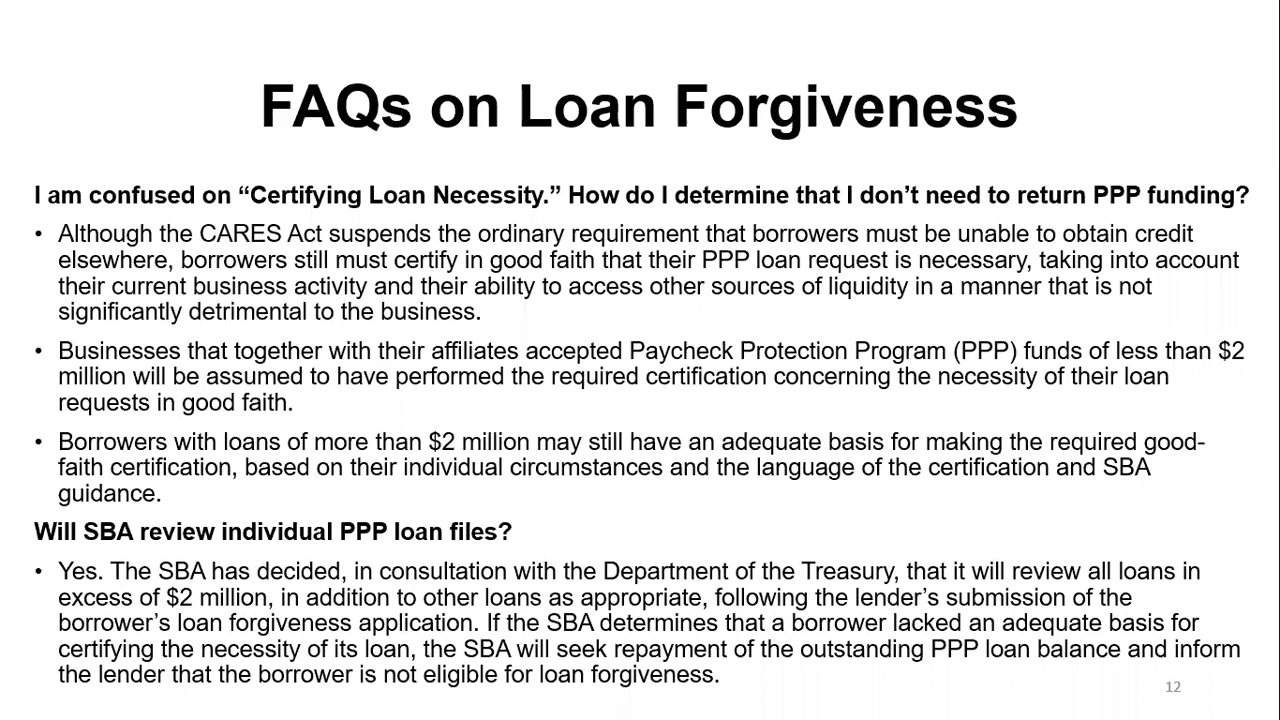 FAQs on Loan Forgiveness
I am confused on “Certifying Loan Necessity.” How do I determine that I don’t need to return PPP funding?
• Although the CARES Act suspends the ordinary requirement that borrowers must be unable to obtain credit
elsewhere, borrowers still must certify in good faith that their PPP loan request is necessary, taking into account
their current business activity and their ability to access other sources of liquidity in a manner that is not
significantly detrimental to the business.
• Businesses that together with their affiliates accepted Paycheck Protection Program (PPP) funds of less than $2
million will be assumed to have performed the required certification concerning the necessity of their loan
requests in good faith.
• Borrowers with loans of more than $2 million may still have an adequate basis for making the required good-
faith certification, based on their individual circumstances and the language of the certification and SBA
guidance.
Will SBA review individual PPP loan files?
• Yes. The SBA has decided, in consultation with the Department of the Treasury, that it will review all loans in
excess of $2 million, in addition to other loans as appropriate, following the lender’s submission of the
borrower’s loan forgiveness application. If the SBA determines that a borrower lacked an adequate basis for
certifying the necessity of its loan, the SBA will seek repayment of the outstanding PPP loan balance and inform
the lender that the borrower is not eligible for loan forgiveness.
12